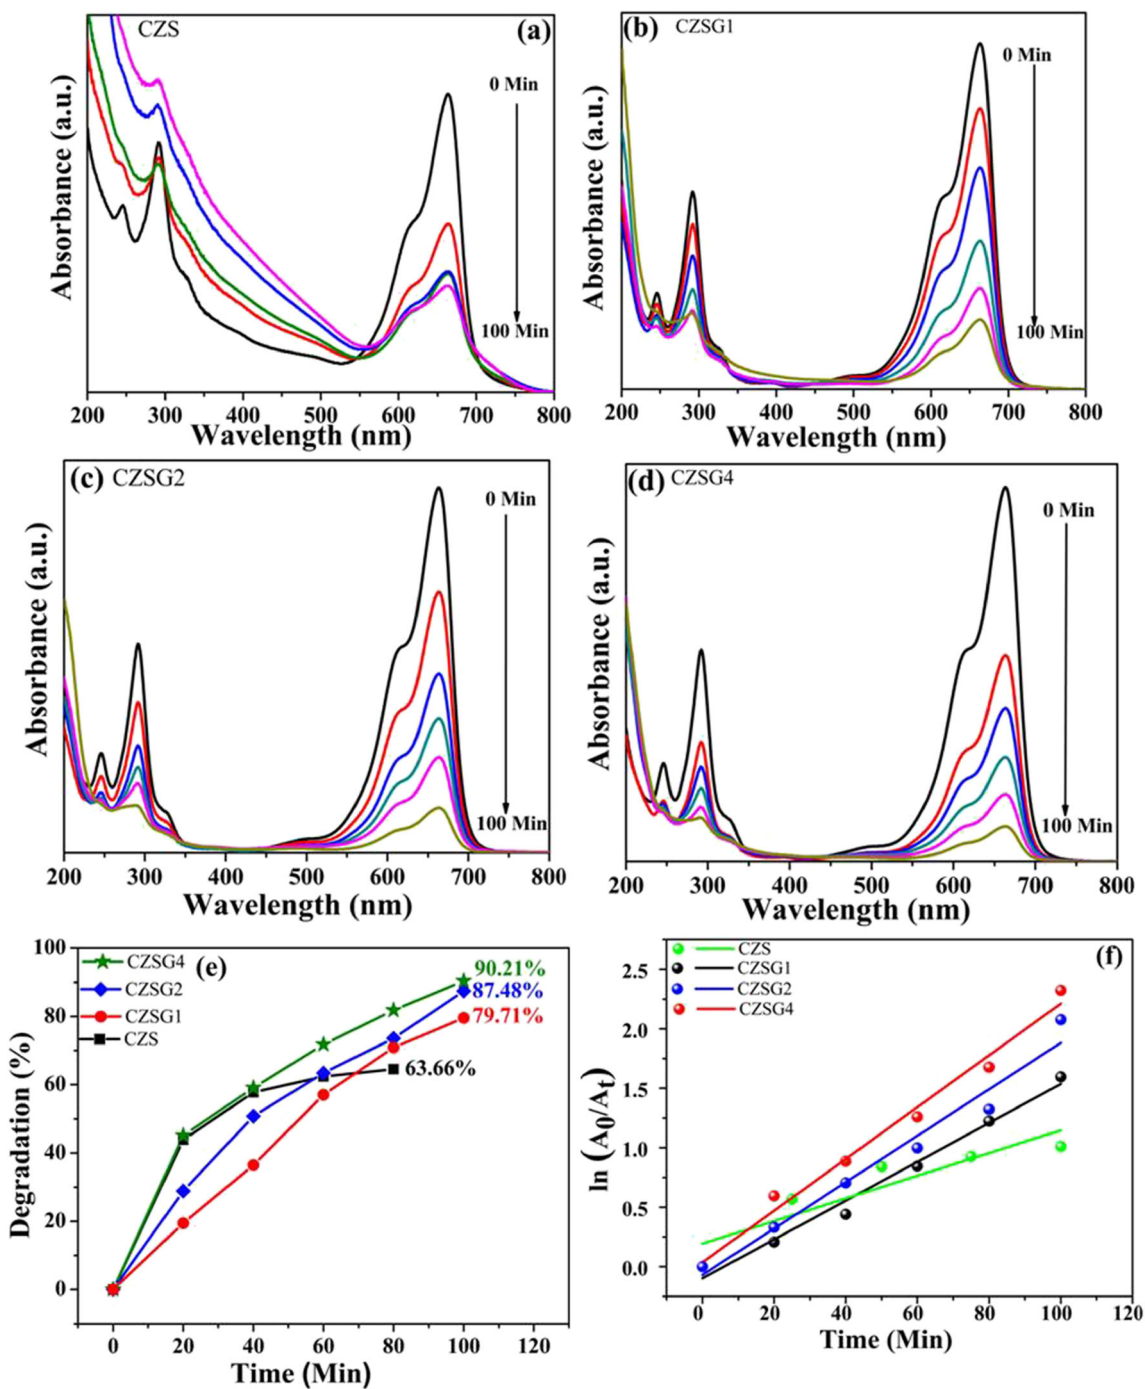 CZS
(a)
0 Min
100 Min
Absorbance (a.u.)
200 300 400 500 600 700 800
Wavelength (nm)
(b)
CZSG1
0 Min
100 Min
Absorbance (a.u.)
200 300 400 500 600 700 800
Wavelength (nm)
(c) CZSG2
0 Min
100 Min
Absorbance (a.u.)
200 300 400 500 600 700 800
Wavelength (nm)
(d) CZSG4
0 Min
100 Min
Absorbance (a.u.)
200 300 400 500 600 700 800
Wavelength (nm)
(e)
CZSG4
CZSG2
CZSG1
CZS
90.21%
87.48%
79.71%
63.66%
Degradation (%)
100
80
60
40
20
0
0 20 40 60 80 100 120
Time (Min)
(f)
CZS
CZSG1
CZSG2
CZSG4
ln (A0/At)
2.5
2.0
1.5
1.0
0.5
0.0
0 20 40 60 80 100 120
Time (Min)